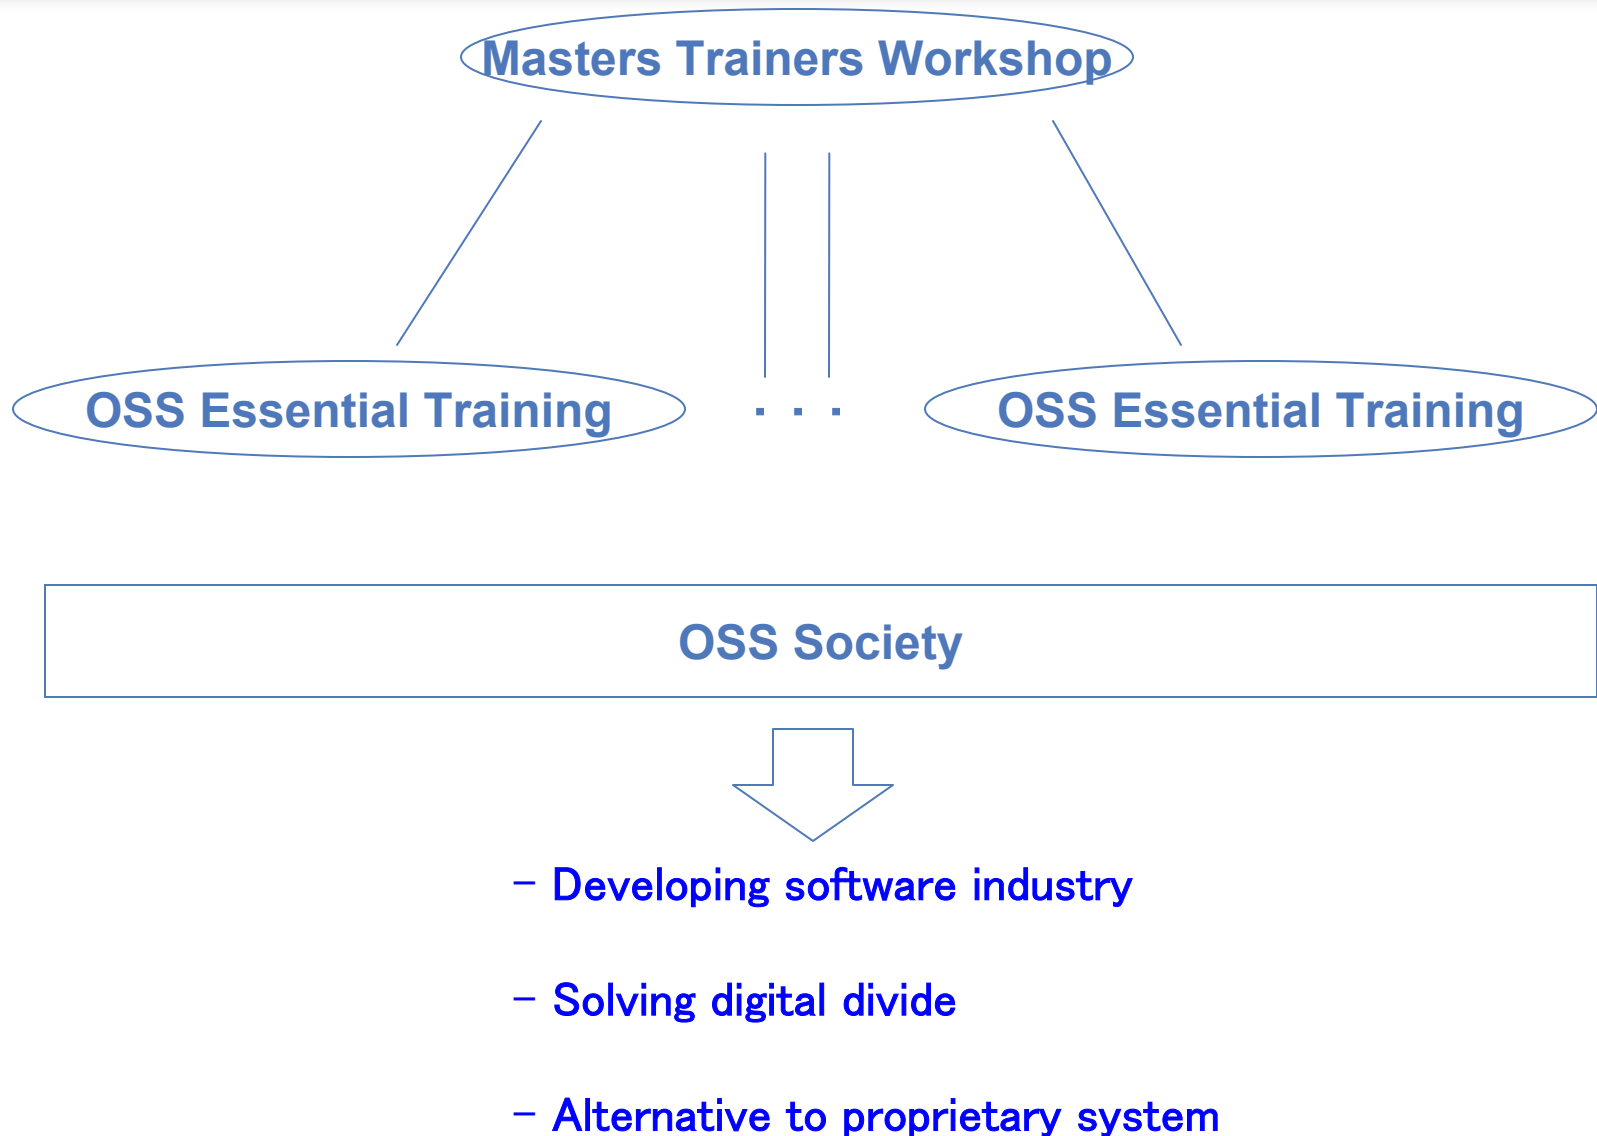 Masters Trainers Workshop
OSS Essential Training . . . OSS Essential Training
OSS Society
- Developing software industry
- Solving digital divide
- Alternative to proprietary system